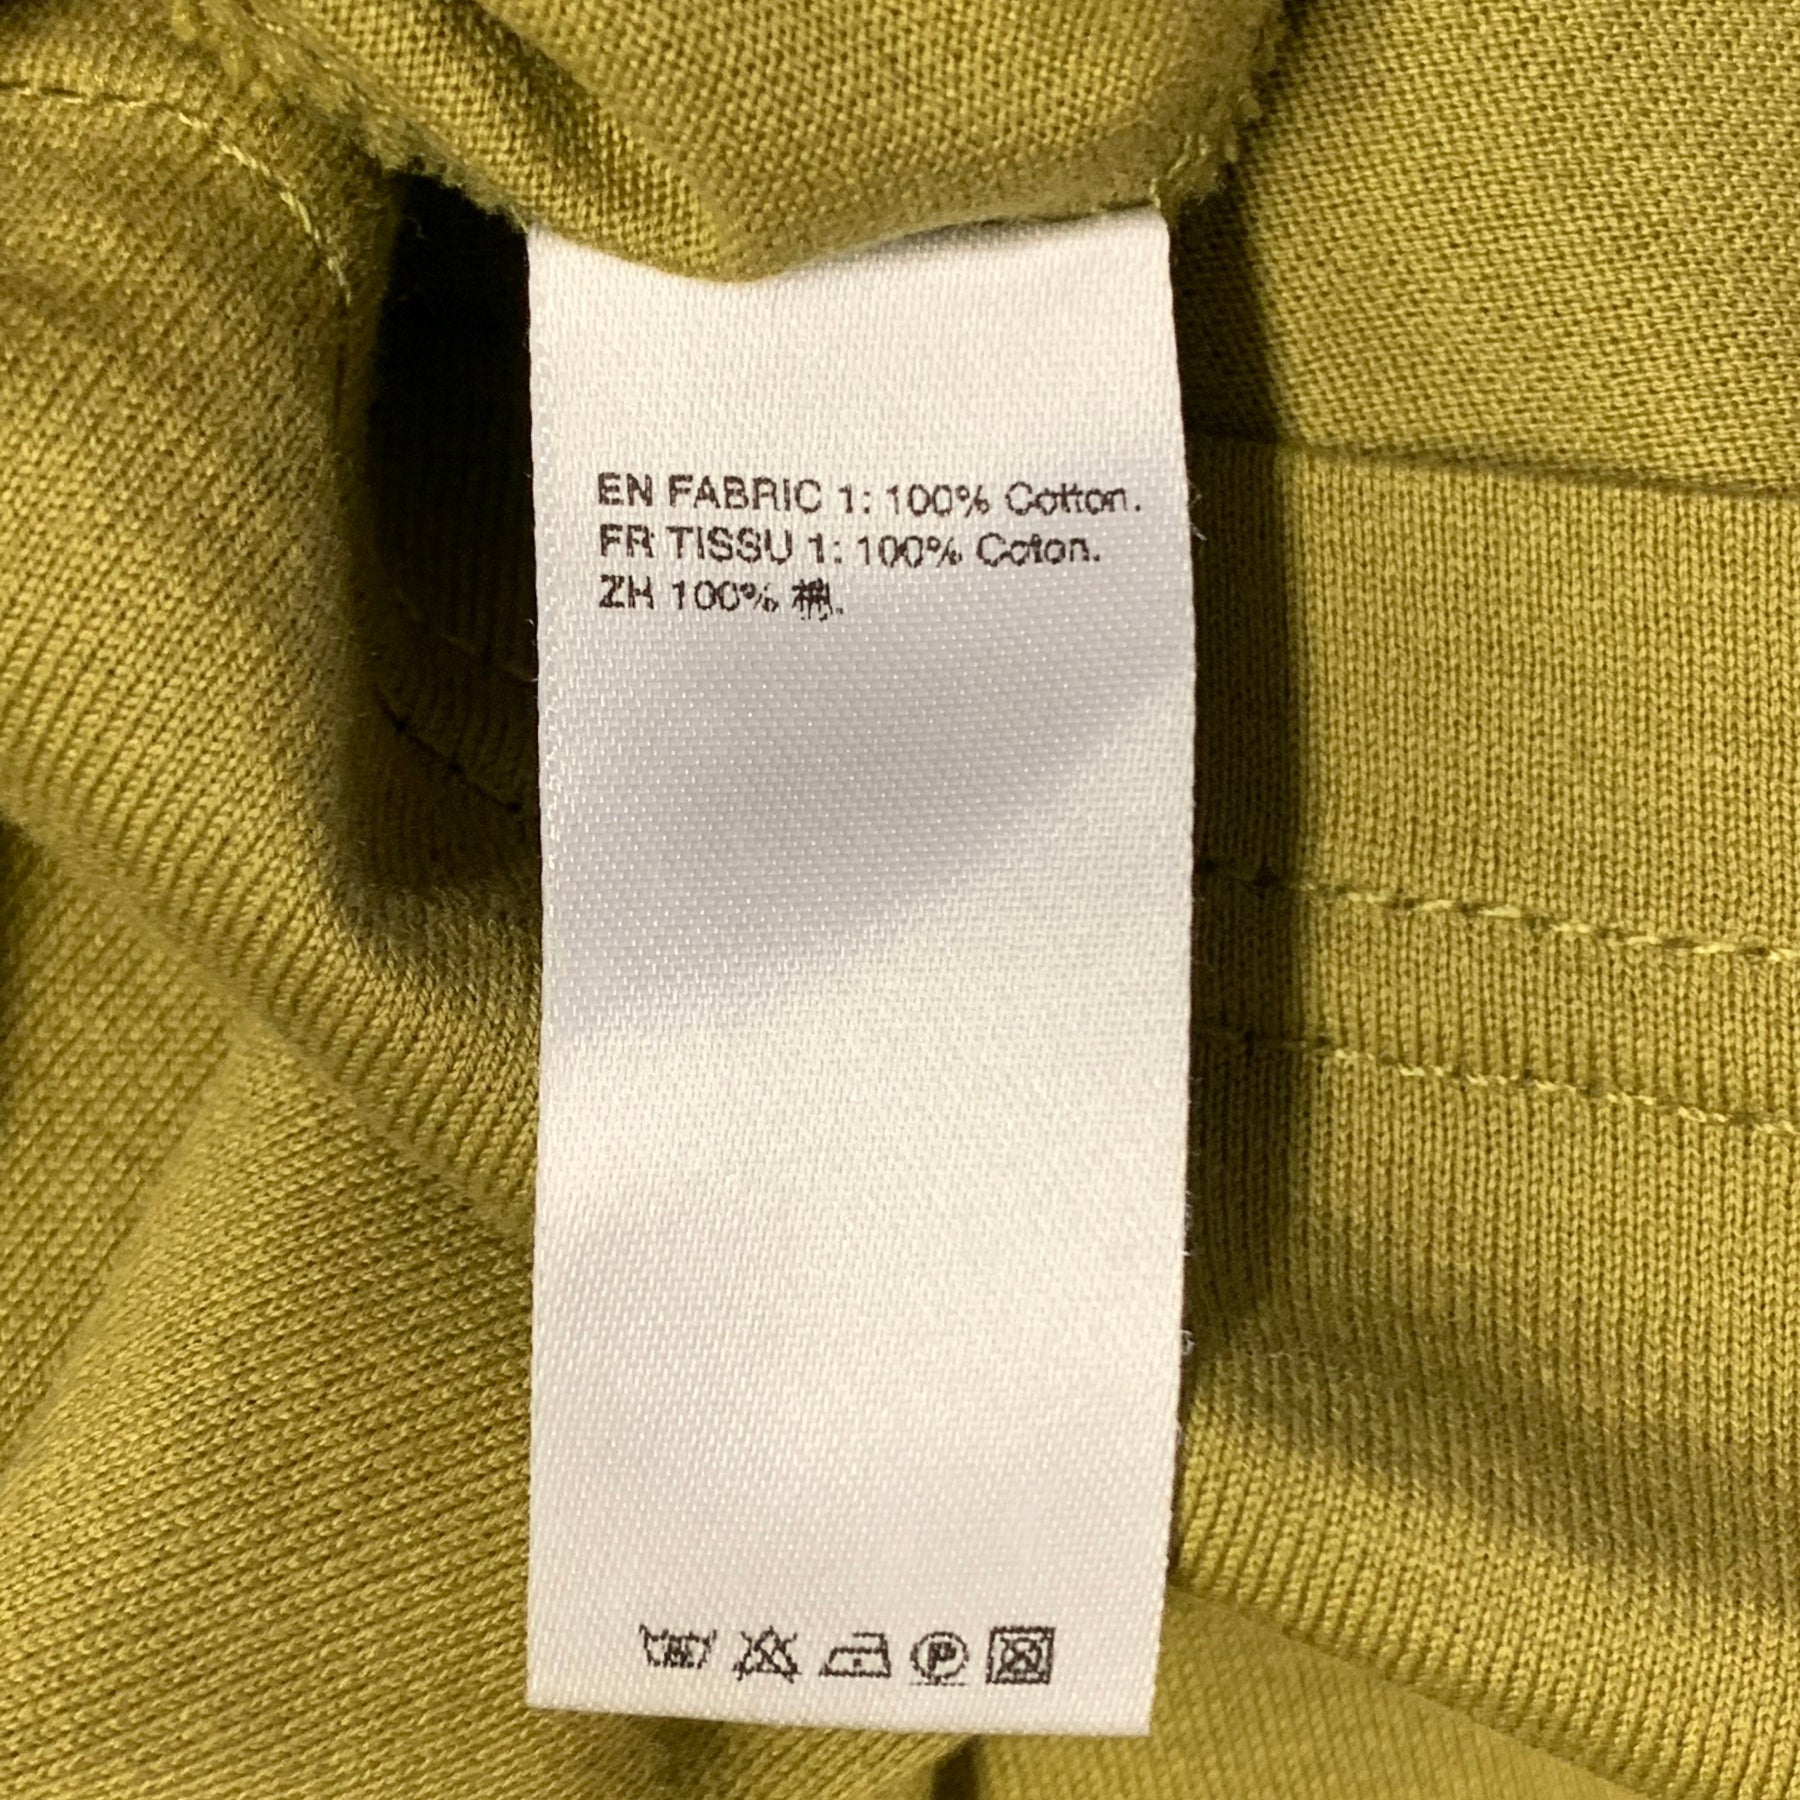 EN FABRIC 1: 100% Cotton.
FR TISSU 1: 100% Coton.
ZH 100% 棉.
P